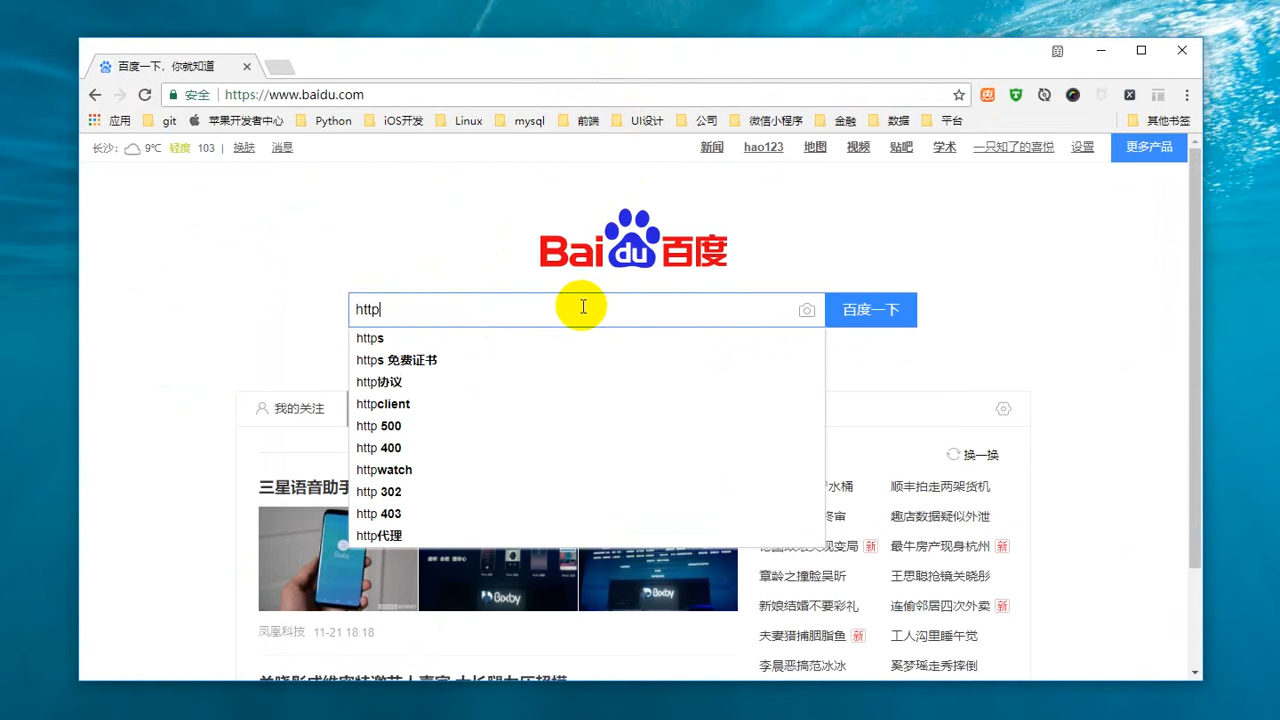 百度一下，你就知道
安全 https://www.baidu.com
应用 git 苹果开发者中心 Python iOS开发 Linux mysql 前端 UI设计 公司 微信小程序 金融 数据 平台 其他书签
长沙: 9℃ 轻度 103 | 换肤 消息 新闻 hao123 地图 视频 贴吧 学术 一只知了的喜悦 设置 更多产品
Bai du 百度
http 百度一下
https
https 免费证书
http协议
httpclient
http 500
http 400
httpwatch
http 302
http 403
http代理
我的关注
换一换
三星语音助手
水桶 顺丰拍走两架货机
趣店数据疑似外泄
变局 新 最牛房产现身杭州 新
章龄之撞脸吴昕 王思聪抢镜关晓彤
新娘结婚不要彩礼 连偷邻居四次外卖 新
夫妻猎捕胭脂鱼 新 工人沟里睡午觉
李晨恶搞范冰冰 奚梦瑶走秀摔倒
Bixby
Bixby
凤凰科技 11-21 18:18